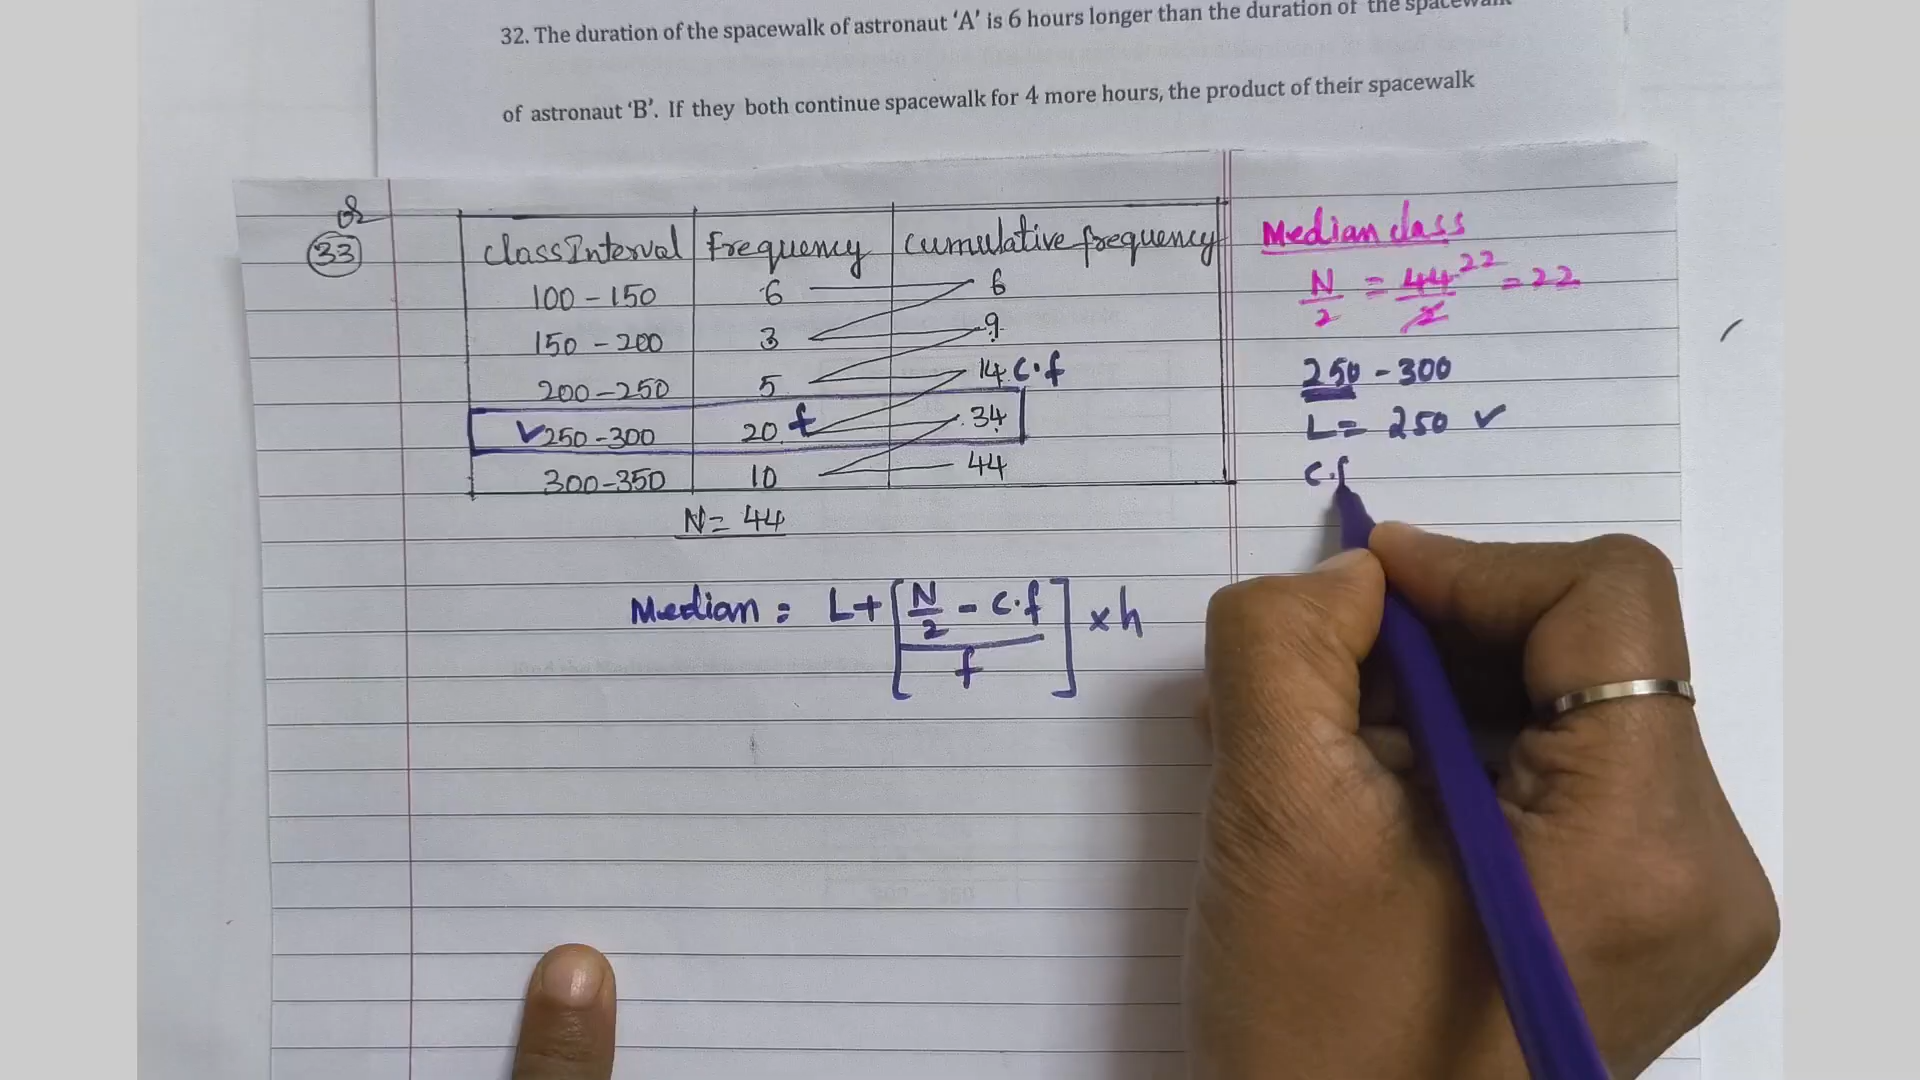 32. The duration of the spacewalk of astronaut ‘A’ is 6 hours longer than the duration of the spacewalk
of astronaut ‘B’. If they both continue spacewalk for 4 more hours, the product of their spacewalk
or
33
class Interval frequency cumulative frequency
100 - 150 6 6
150 - 200 3 9
200 - 250 5 14 c.f
✓250 - 300 20 f 34
300 - 350 10 44
N = 44
Median = L + [N/2 - c.f / f] × h
Median class
N/2 = 44/2 22 = 22
250 - 300
L = 250 ✓
c.f